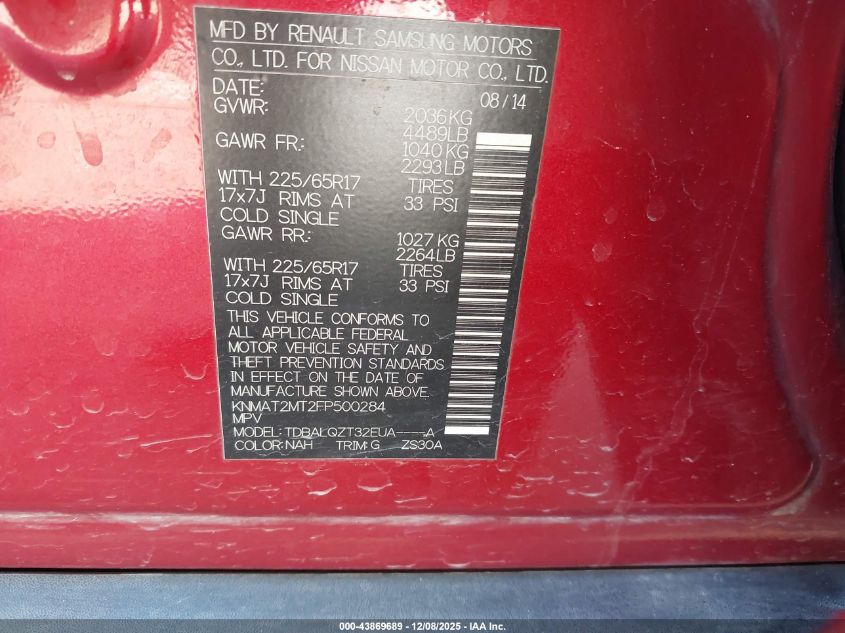 MFD BY RENAULT SAMSUNG MOTORS
CO., LTD. FOR NISSAN MOTOR CO., LTD.
DATE: 08/14
GVWR: 2036KG
4489LB
GAWR FR.: 1040KG
2293LB
WITH 225/65R17 TIRES
17x7J RIMS AT 33 PSI
COLD SINGLE
GAWR RR.: 1027KG
2264LB
WITH 225/65R17 TIRES
17x7J RIMS AT 33 PSI
COLD SINGLE
THIS VEHICLE CONFORMS TO
ALL APPLICABLE FEDERAL
MOTOR VEHICLE SAFETY AND
THEFT PREVENTION STANDARDS
IN EFFECT ON THE DATE OF
MANUFACTURE SHOWN ABOVE.
KNMAT2MT2FP500284
MPV
MODEL: TDBALQZT32EUA----A
COLOR: NAH TRIM: G ZS30A
000-43869689 - 12/08/2025 - IAA Inc.